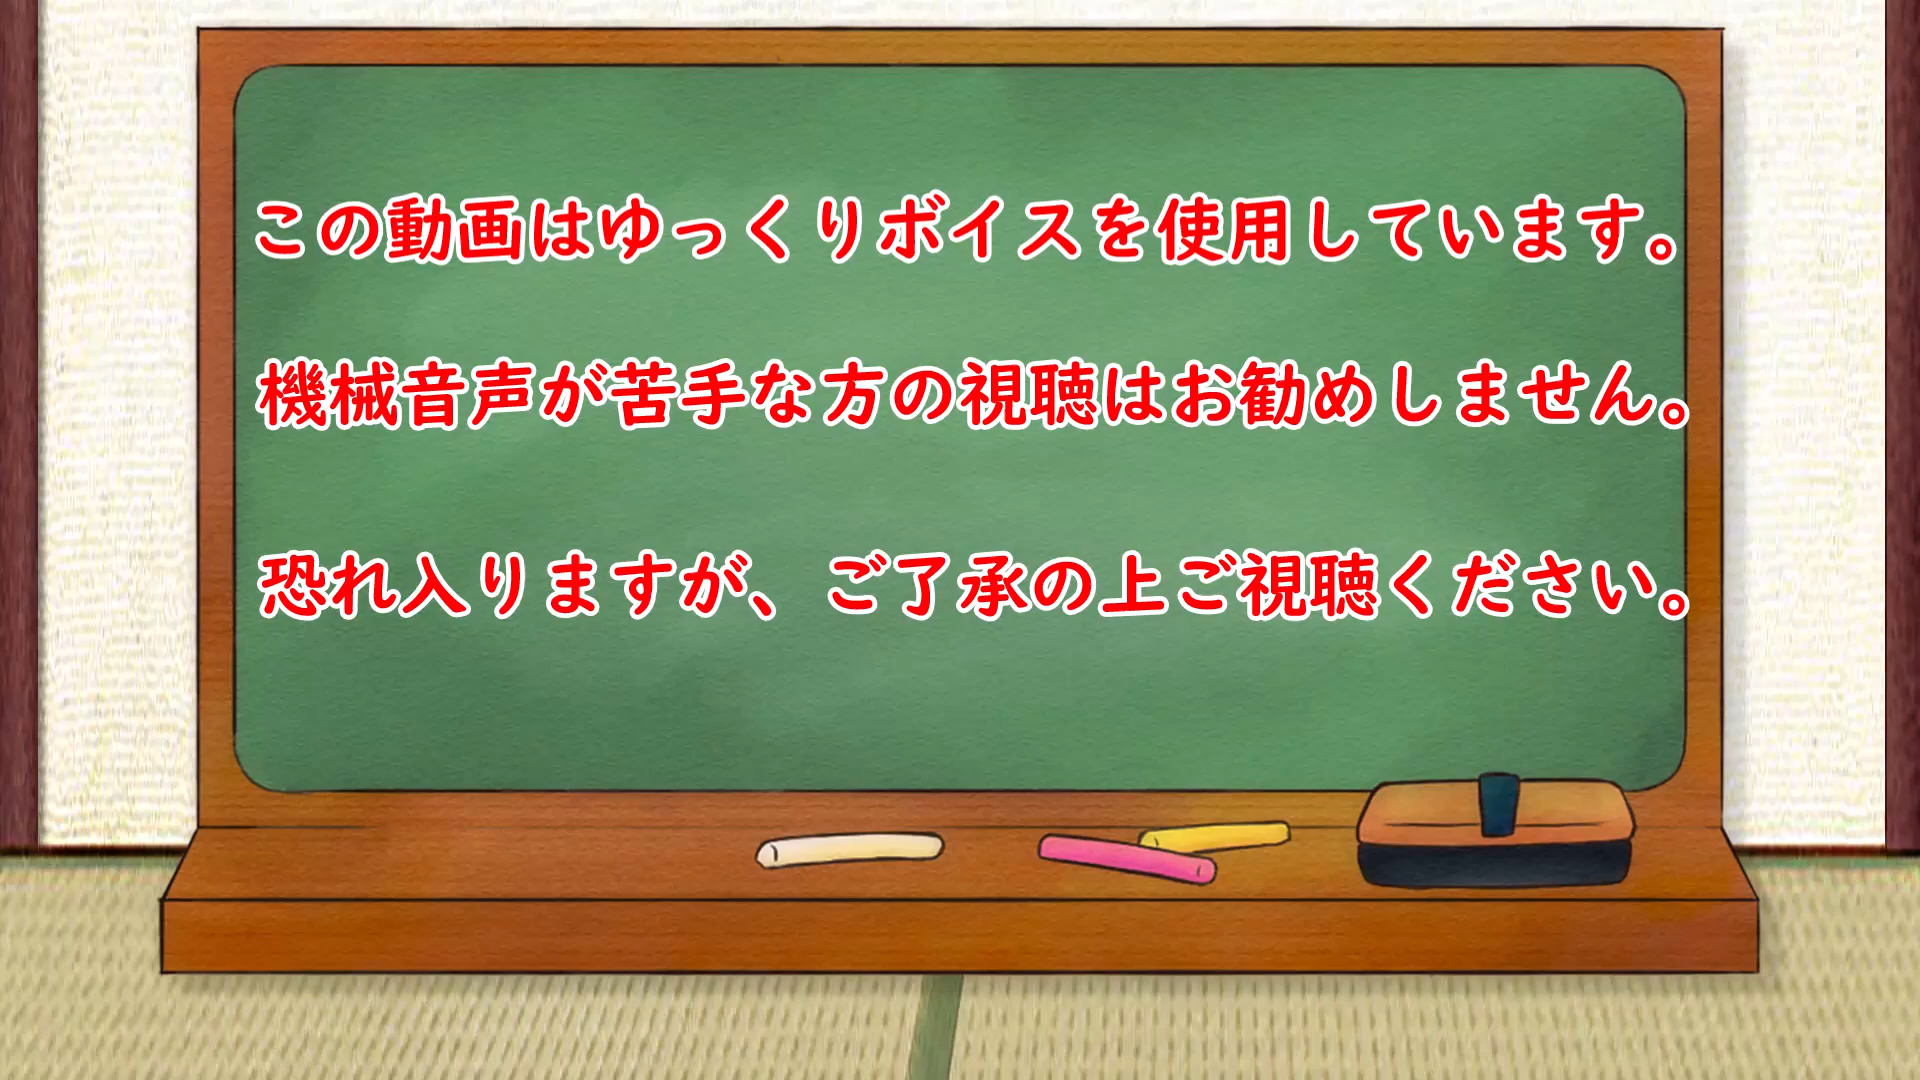 この動画はゆっくりボイスを使用しています。
機械音声が苦手な方の視聴はお勧めしません。
恐れ入りますが、ご了承の上ご視聴ください。